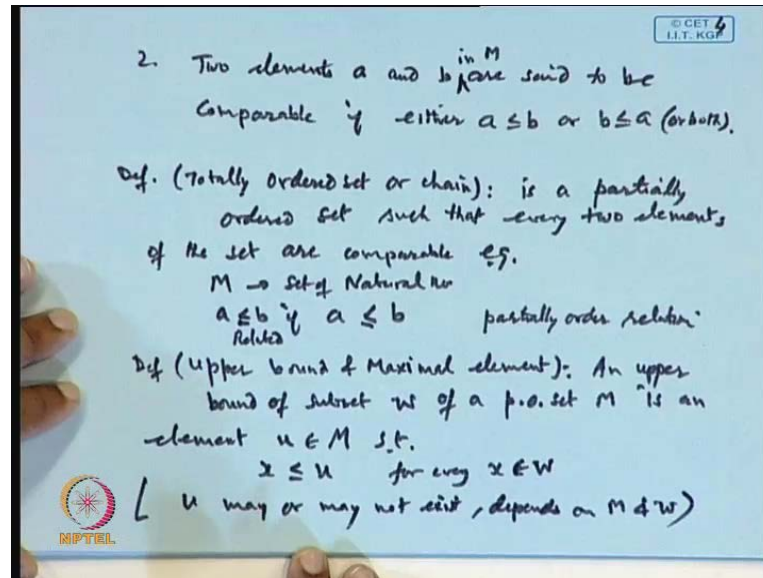 © CET 4
I.I.T. KGP
2. Two elements a and b in M are said to be
Comparable if either a ≤ b or b ≤ a (or both).
Def. (Totally ordered set or chain): is a partially
ordered set such that every two elements
of the set are comparable eg.
M → Set of Natural no
a ≤ b if a ≤ b partially order relation
Related
Def (Upper bound & Maximal element): An upper
bound of subset W of a p.o. set M is an
element u ∈ M s.t.
x ≤ u for every x ∈ W
[ u may or may not exist, depends on M & W)
NPTEL